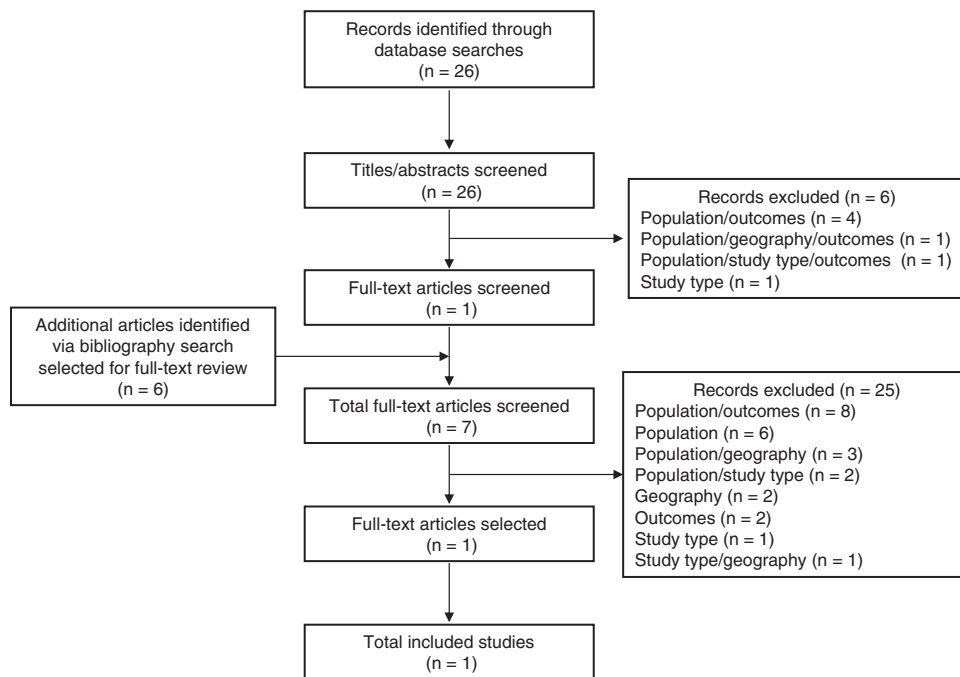 Records identified through
database searches
(n = 26)
Titles/abstracts screened
(n = 26)
Records excluded (n = 6)
Population/outcomes (n = 4)
Population/geography/outcomes (n = 1)
Population/study type/outcomes (n = 1)
Study type (n = 1)
Full-text articles screened
(n = 1)
Additional articles identified
via bibliography search
selected for full-text review
(n = 6)
Total full-text articles screened
(n = 7)
Records excluded (n = 25)
Population/outcomes (n = 8)
Population (n = 6)
Population/geography (n = 3)
Population/study type (n = 2)
Geography (n = 2)
Outcomes (n = 2)
Study type (n = 1)
Study type/geography (n = 1)
Full-text articles selected
(n = 1)
Total included studies
(n = 1)